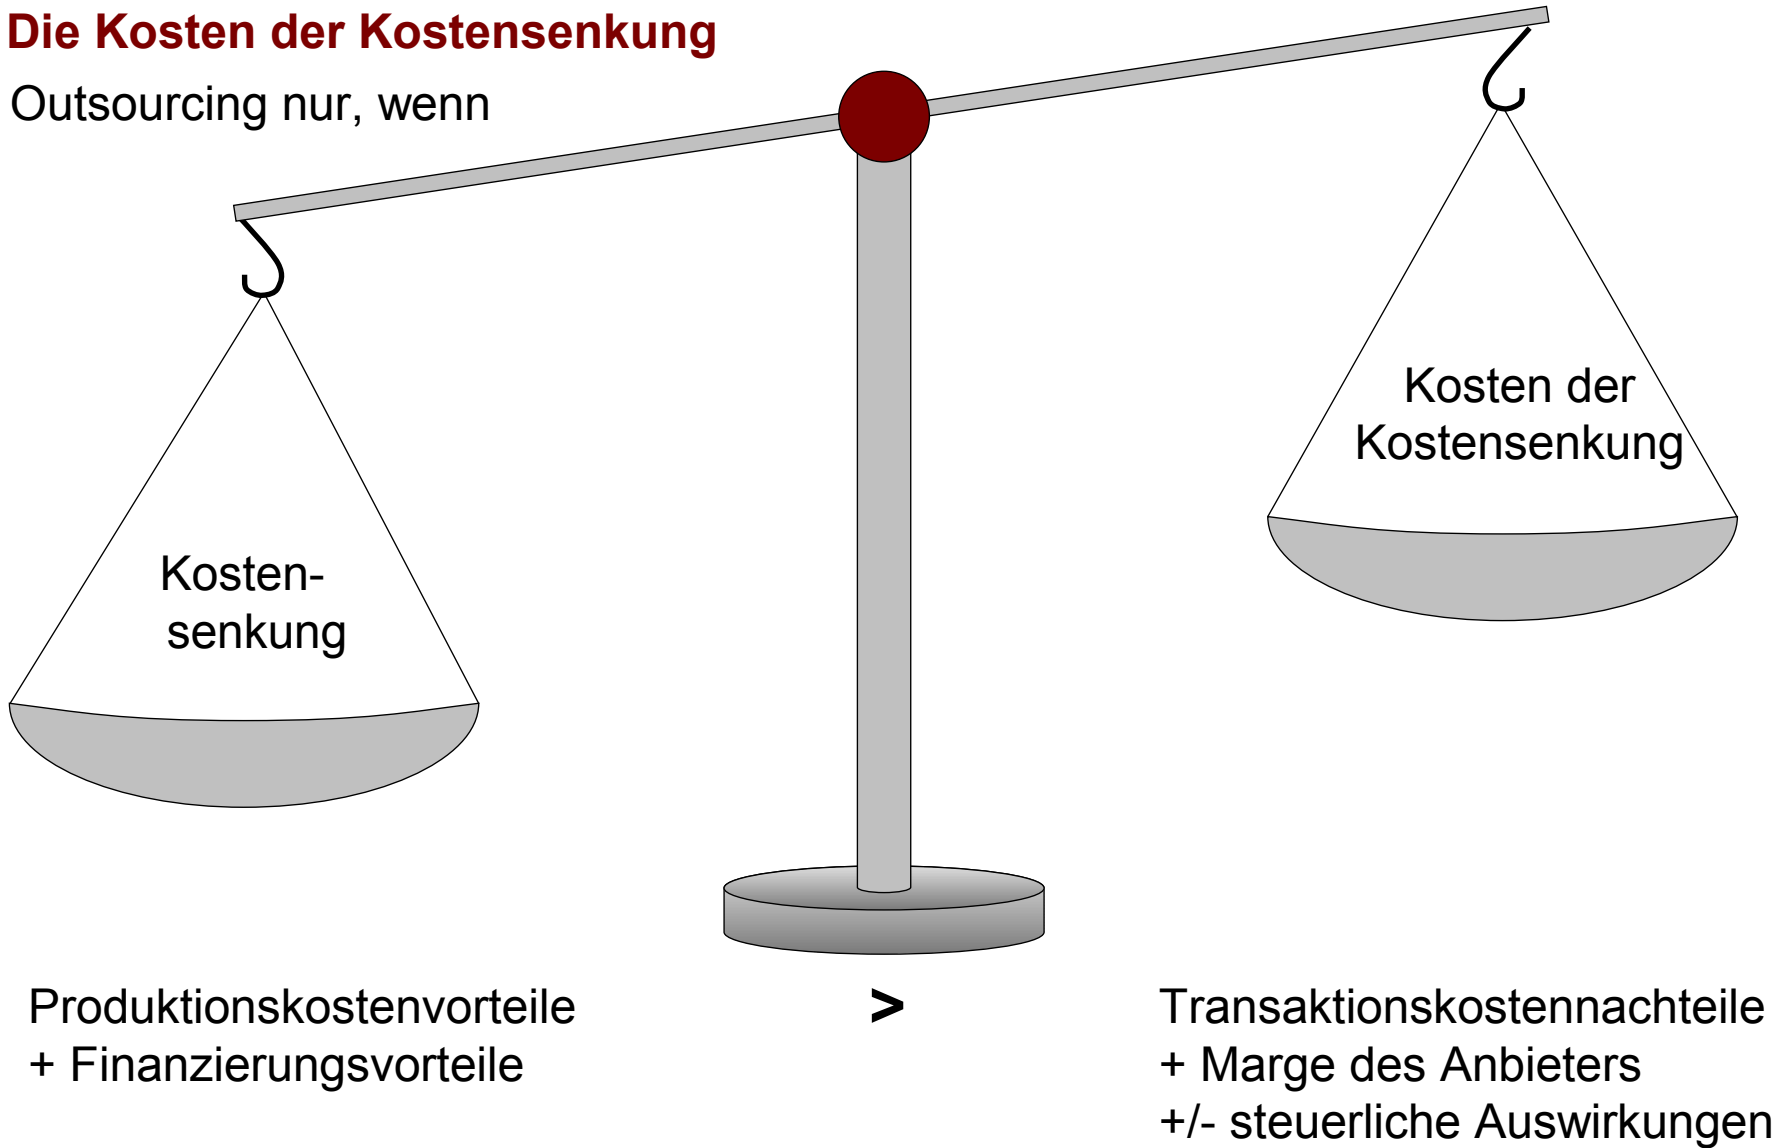 Die Kosten der Kostensenkung
Outsourcing nur, wenn
Kosten der
Kostensenkung
Kosten-
senkung
Produktionskostenvorteile
+ Finanzierungsvorteile
>
Transaktionskostennachteile
+ Marge des Anbieters
+/- steuerliche Auswirkungen